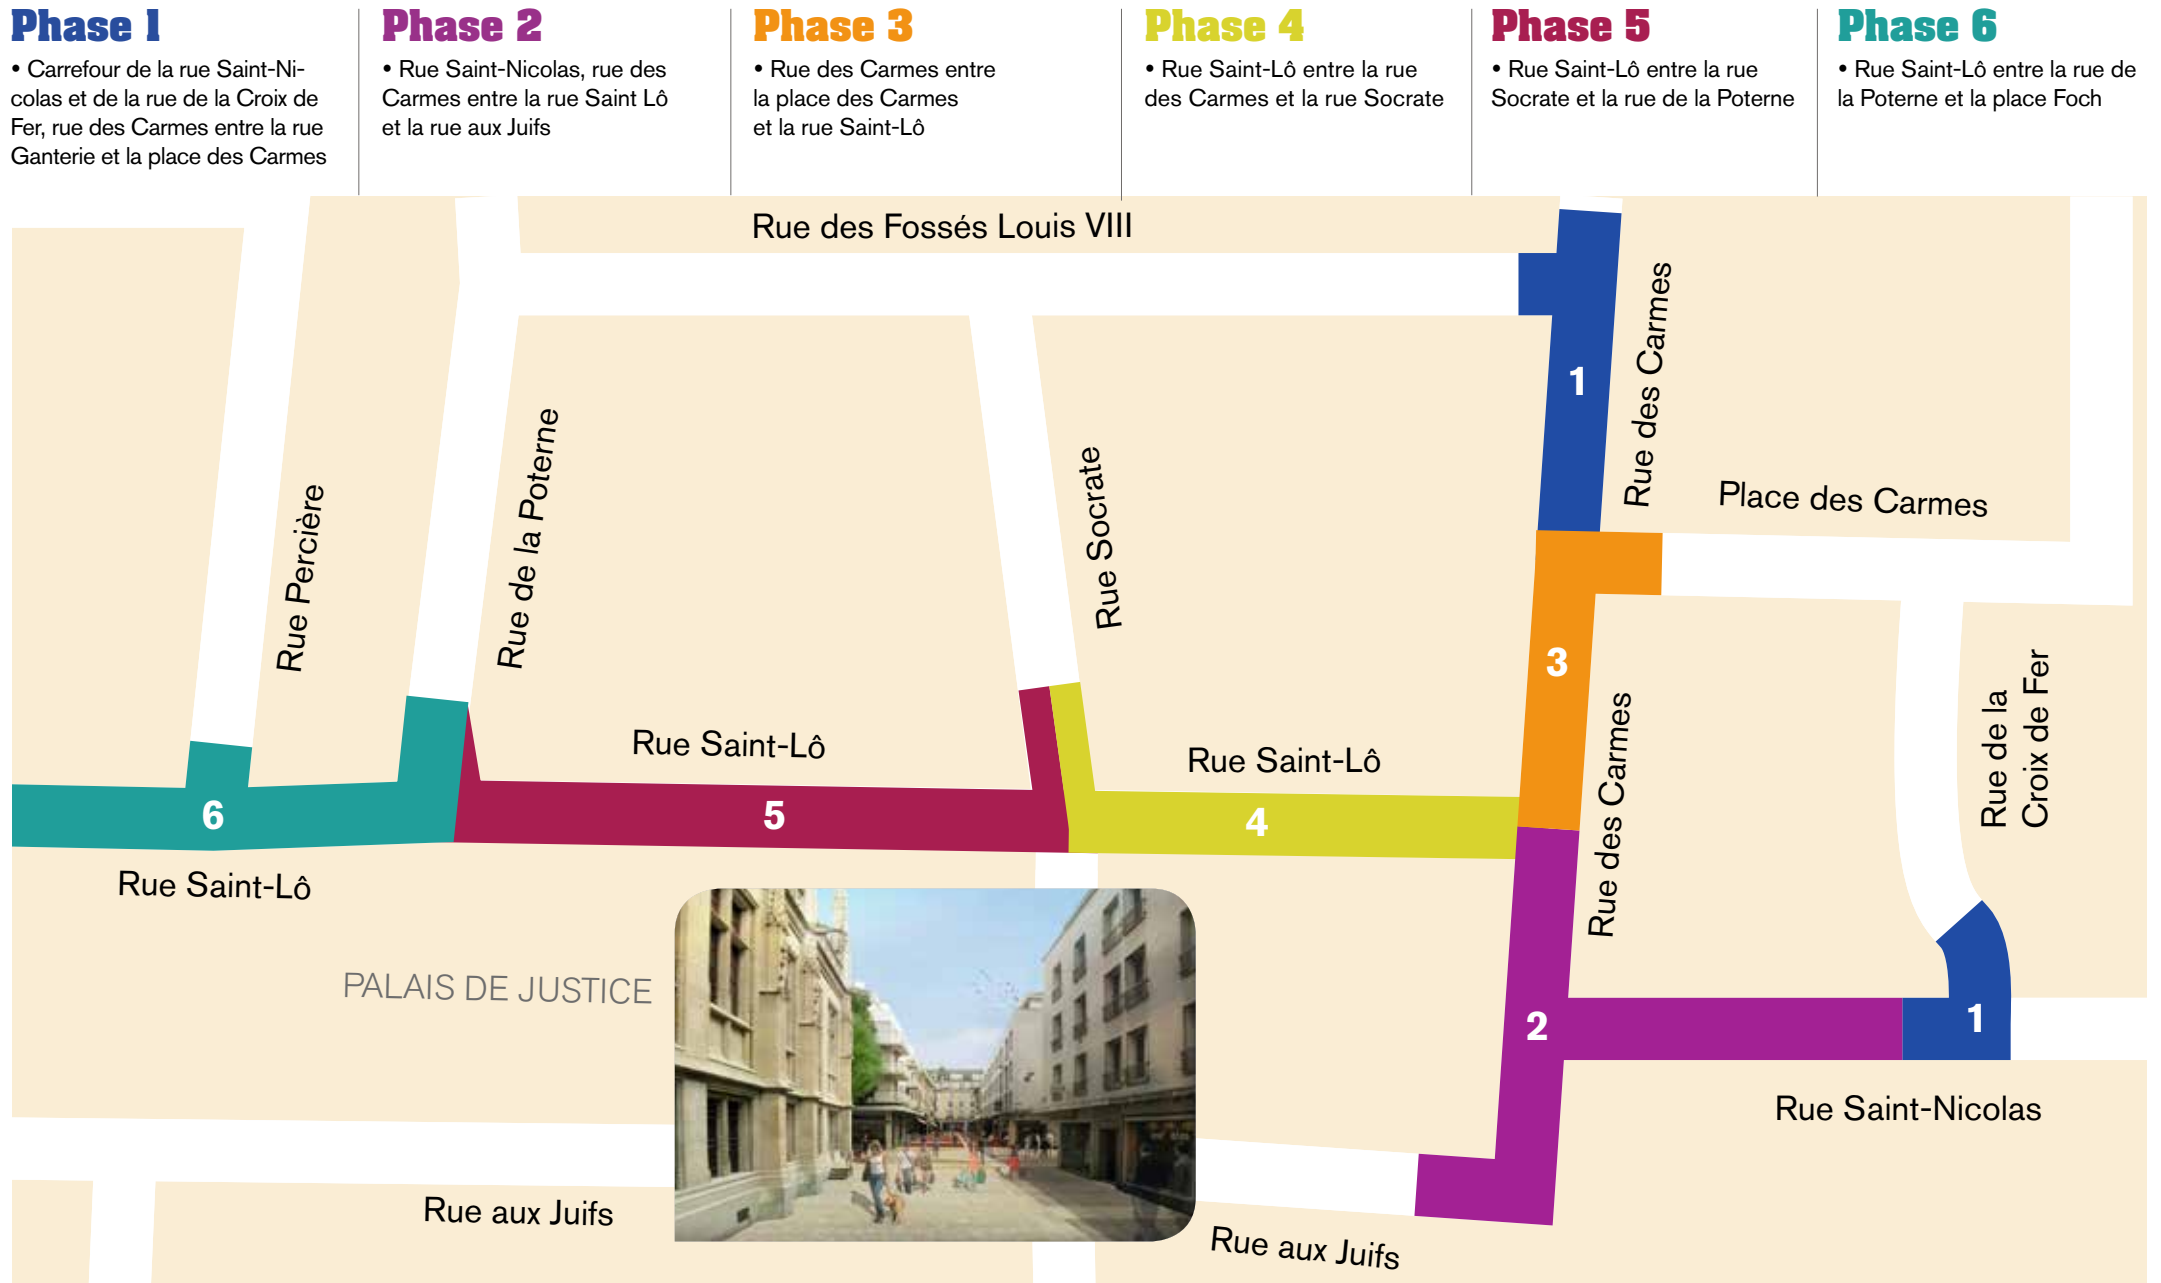 Phase 1
• Carrefour de la rue Saint-Ni-
colas et de la rue de la Croix de
Fer, rue des Carmes entre la rue
Ganterie et la place des Carmes
Phase 2
• Rue Saint-Nicolas, rue des
Carmes entre la rue Saint Lô
et la rue aux Juifs
Phase 3
• Rue des Carmes entre
la place des Carmes
et la rue Saint-Lô
Phase 4
• Rue Saint-Lô entre la rue
des Carmes et la rue Socrate
Phase 5
• Rue Saint-Lô entre la rue
Socrate et la rue de la Poterne
Phase 6
• Rue Saint-Lô entre la rue de
la Poterne et la place Foch
Rue des Fossés Louis VIII
1
Rue des Carmes
Place des Carmes
Rue Percière
Rue de la Poterne
Rue Socrate
3
Rue des Carmes
Rue de la
Croix de Fer
Rue Saint-Lô
Rue Saint-Lô
6
5
4
Rue Saint-Lô
PALAIS DE JUSTICE
2
1
Rue Saint-Nicolas
Rue aux Juifs
Rue aux Juifs